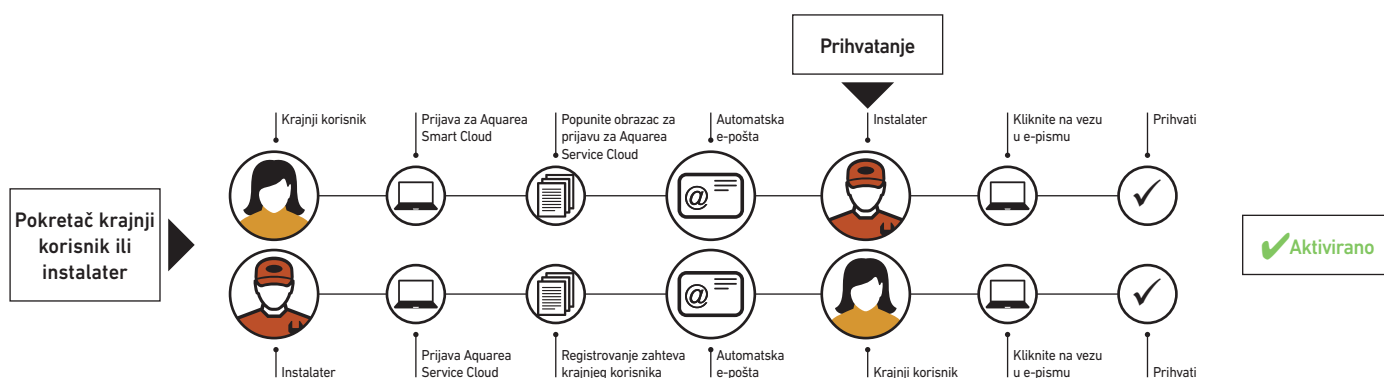 Prihvatanje
Krajnji korisnik
Prijava za Aquarea
Smart Cloud
Popunite obrazac za
prijavu za Aquarea
Service Cloud
Automatska
e-pošta
Instalater
Kliknite na vezu
u e-pismu
Prihvati
Pokretač krajnji
korisnik ili
instalater
@
@
Aktivirano
Instalater
Prijava Aquarea
Service Cloud
Registrovanje zahteva
krajnjeg korisnika
Automatska
e-pošta
Krajnji korisnik
Kliknite na vezu
u e-pismu
Prihvati